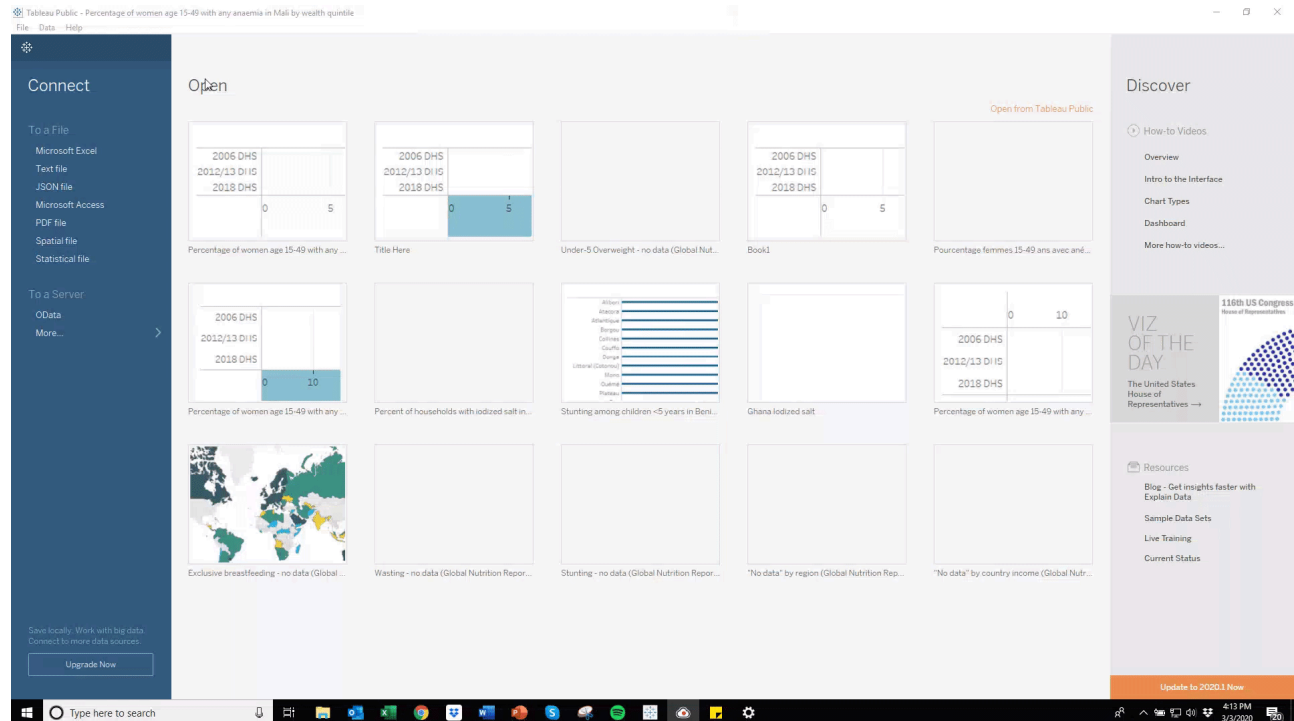 Tableau Public - Percentage of women age 15-49 with any anaemia in Mali by wealth quintile
File Data Help
Connect
To a File
Microsoft Excel
Text file
JSON file
Microsoft Access
PDF file
Spatial file
Statistical file
To a Server
OData
More...
Save locally. Work with big data.
Connect to more data sources.
Upgrade Now
Open
Open from Tableau Public
2006 DHS
2012/13 DHS
2018 DHS
0 5
Percentage of women age 15-49 with any ...
2006 DHS
2012/13 DHS
2018 DHS
0 5
Title Here
Under-5 Overweight - no data (Global Nut...
2006 DHS
2012/13 DHS
2018 DHS
0 5
Book1
Pourcentage femmes 15-49 ans avec ané...
2006 DHS
2012/13 DHS
2018 DHS
0 10
Percentage of women age 15-49 with any ...
Percent of households with iodized salt in...
Alibori
Atacora
Atlantique
Borgou
Collines
Couffo
Donga
Littoral (Cotonou)
Mono
Ouémé
Plateau
Stunting among children <5 years in Beni...
Ghana Iodized salt
0 10
2006 DHS
2012/13 DHS
2018 DHS
Percentage of women age 15-49 with any ...
Exclusive breastfeeding - no data (Global ...
Wasting - no data (Global Nutrition Repor...
Stunting - no data (Global Nutrition Repor...
"No data" by region (Global Nutrition Rep...
"No data" by country income (Global Nutr...
Discover
How-to Videos
Overview
Intro to the Interface
Chart Types
Dashboard
More how-to videos...
VIZ
OF THE
DAY
The United States
House of
Representatives →
116th US Congress
House of Representatives
Resources
Blog - Get insights faster with
Explain Data
Sample Data Sets
Live Training
Current Status
Update to 2020.1 Now
Type here to search
4:13 PM
3/3/2020
20